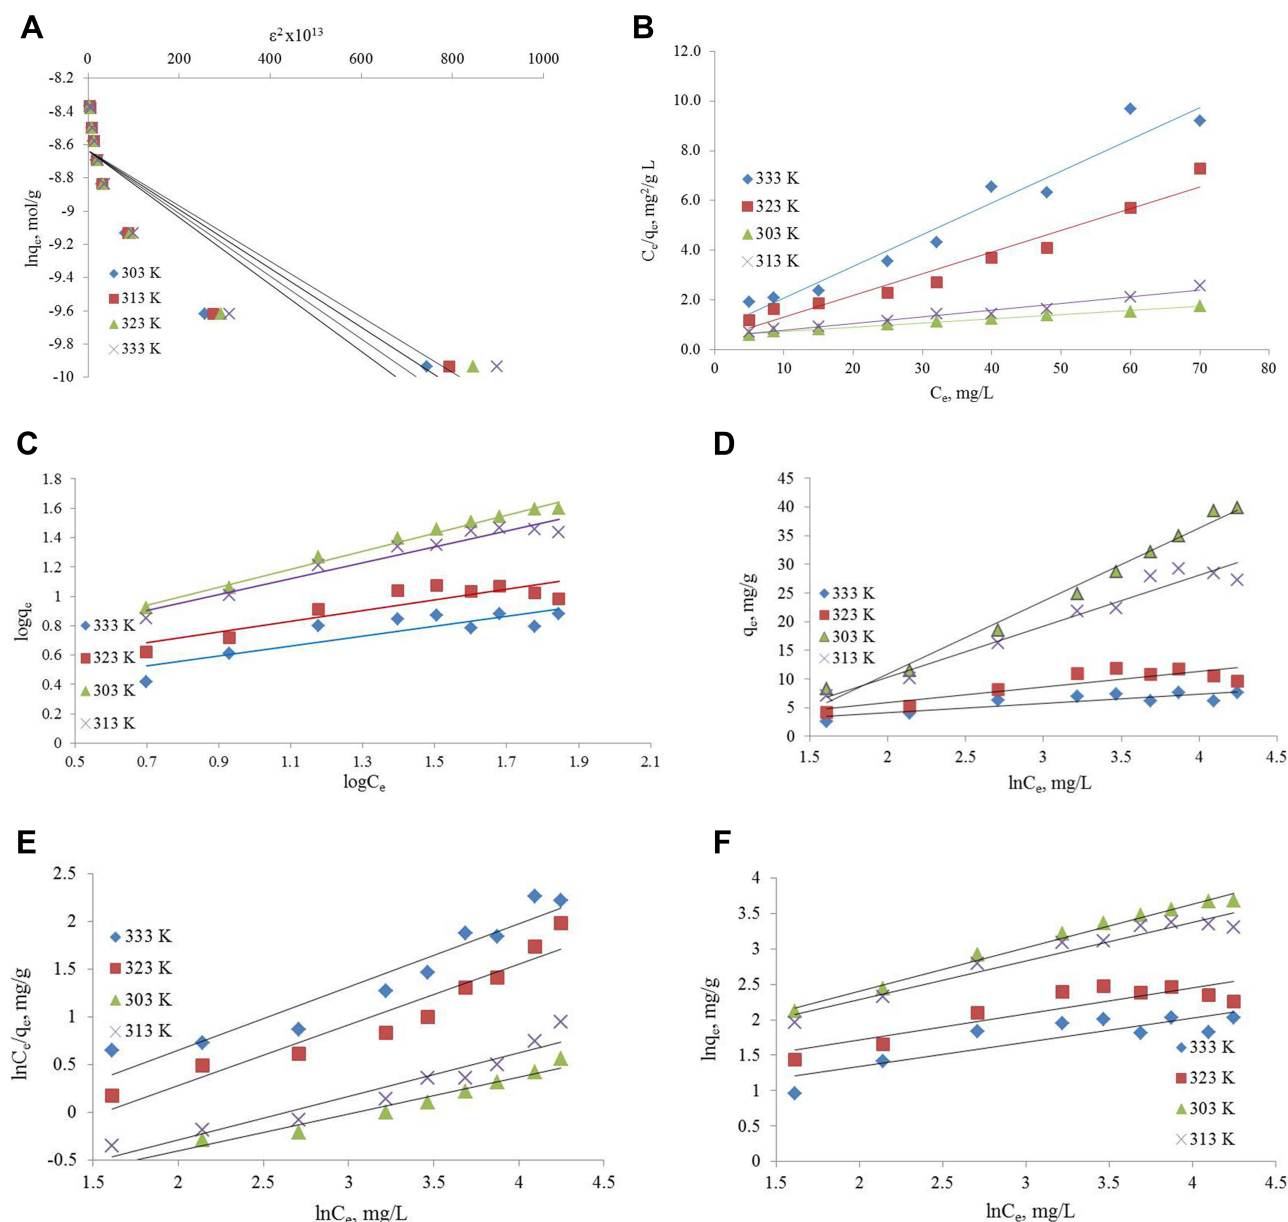 A
ε²x10¹³
0 200 400 600 800 1000
-8.2
-8.4
-8.6
-8.8
-9
-9.2
-9.4
-9.6
-9.8
-10
lnqₑ, mol/g
303 K
313 K
323 K
333 K
B
12.0
10.0
8.0
6.0
4.0
2.0
0.0
Cₑ/qₑ, mg²/g L
333 K
323 K
303 K
313 K
0 10 20 30 40 50 60 70 80
Cₑ, mg/L
C
1.8
1.6
1.4
1.2
1
0.8
0.6
0.4
0.2
0
logqₑ
333 K
323 K
303 K
313 K
0.5 0.7 0.9 1.1 1.3 1.5 1.7 1.9 2.1
logCₑ
D
45
40
35
30
25
20
15
10
5
0
qₑ, mg/g
333 K
323 K
303 K
313 K
1.5 2 2.5 3 3.5 4 4.5
lnCₑ, mg/L
E
2.5
2
1.5
1
0.5
0
-0.5
lnCₑ/qₑ, mg/g
333 K
323 K
303 K
313 K
1.5 2 2.5 3 3.5 4 4.5
lnCₑ, mg/L
F
4
3.5
3
2.5
2
1.5
1
0.5
0
lnqₑ, mg/g
333 K
323 K
303 K
313 K
1.5 2 2.5 3 3.5 4 4.5
lnCₑ, mg/L